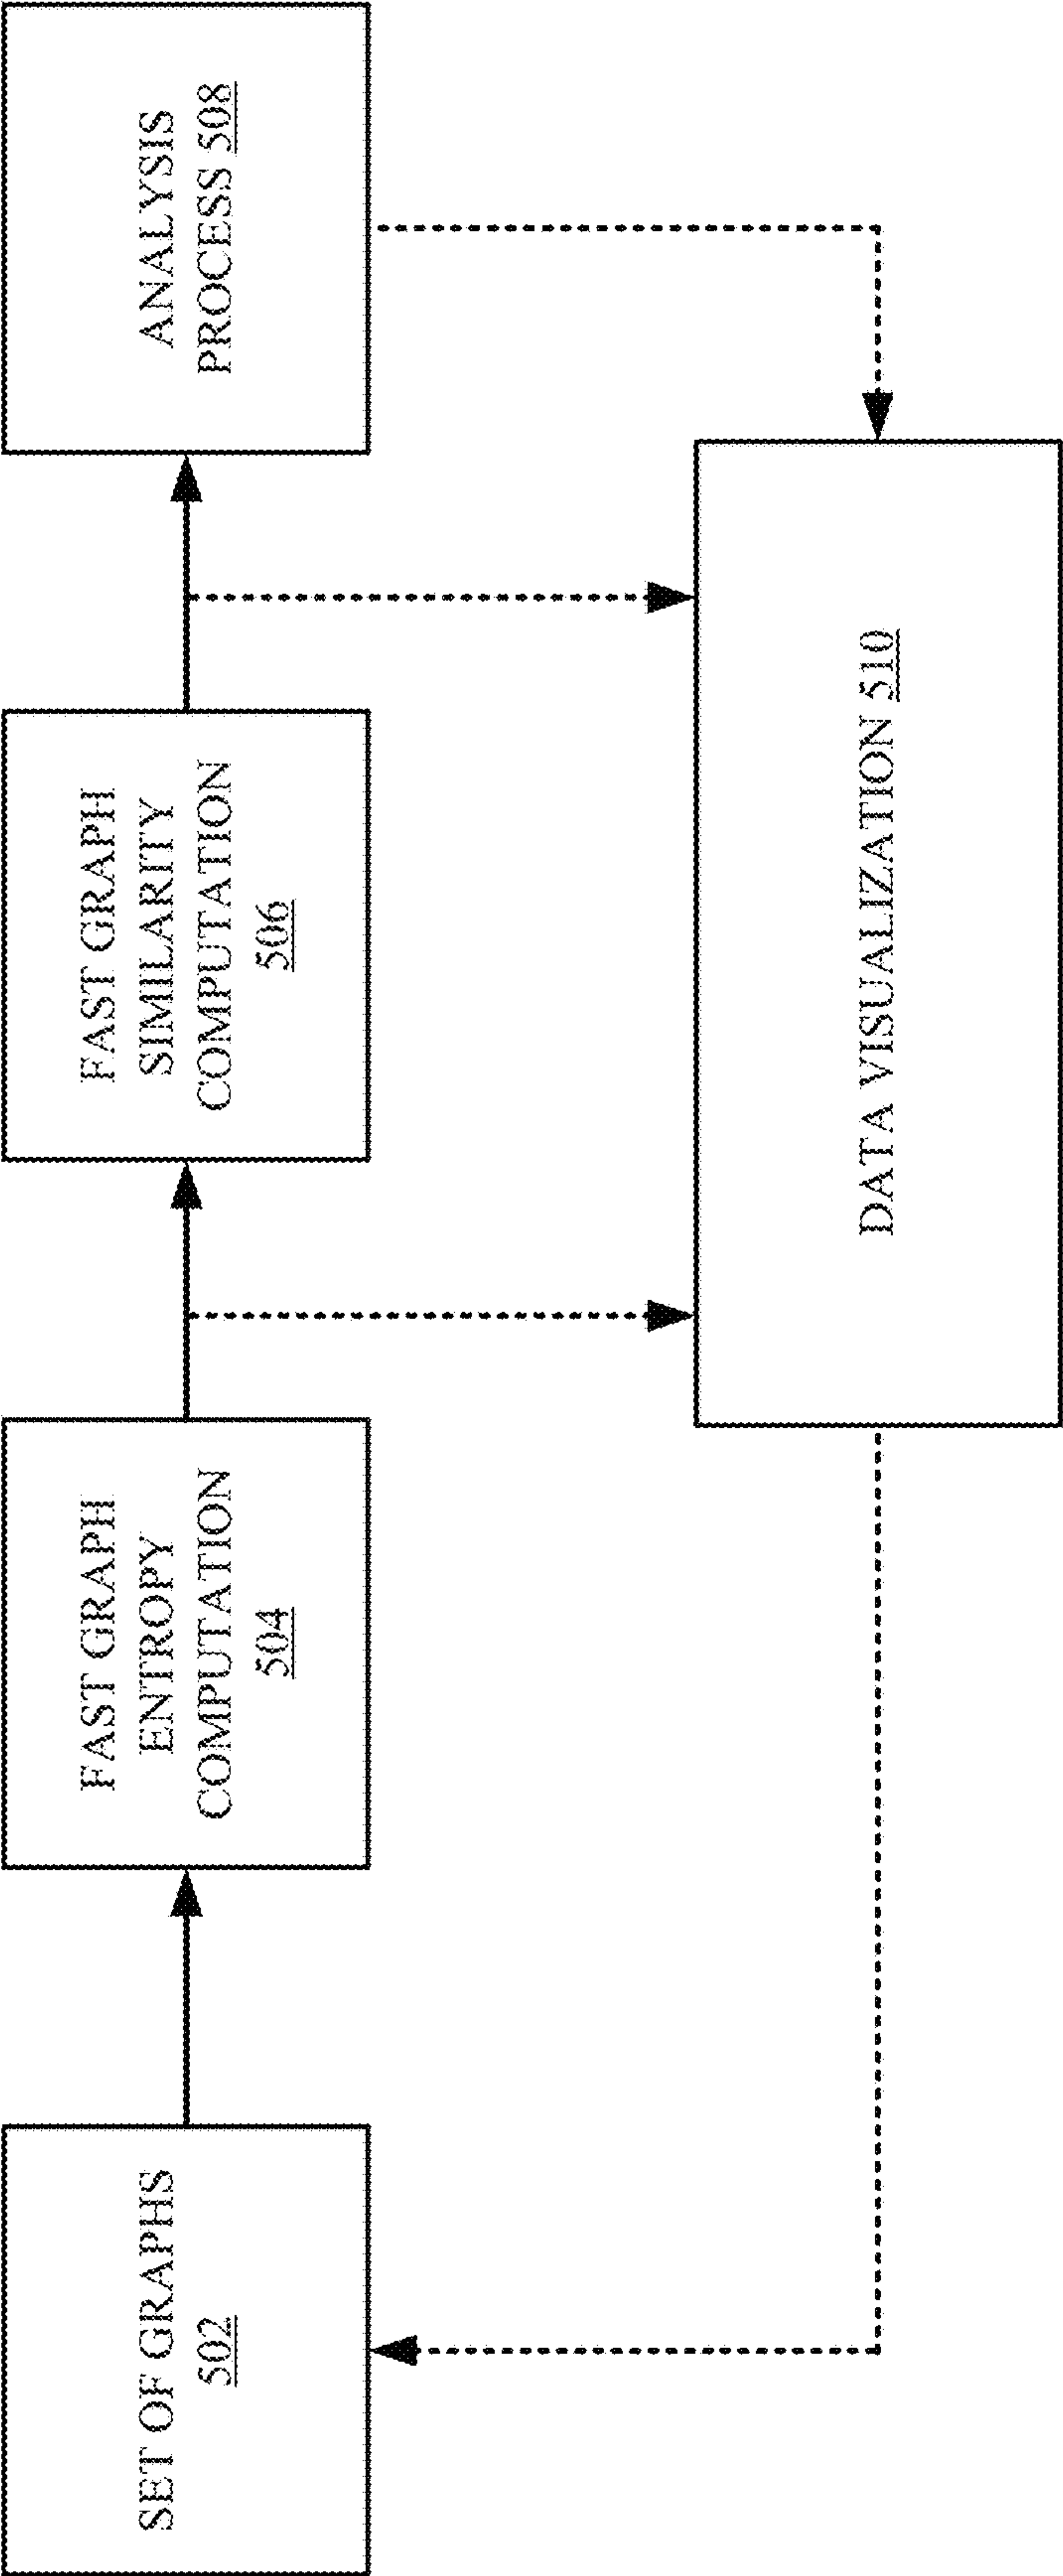 SET OF GRAPHS
502
FAST GRAPH
ENTROPY
COMPUTATION
504
FAST GRAPH
SIMILARITY
COMPUTATION
506
ANALYSIS
PROCESS 508
DATA VISUALIZATION 510